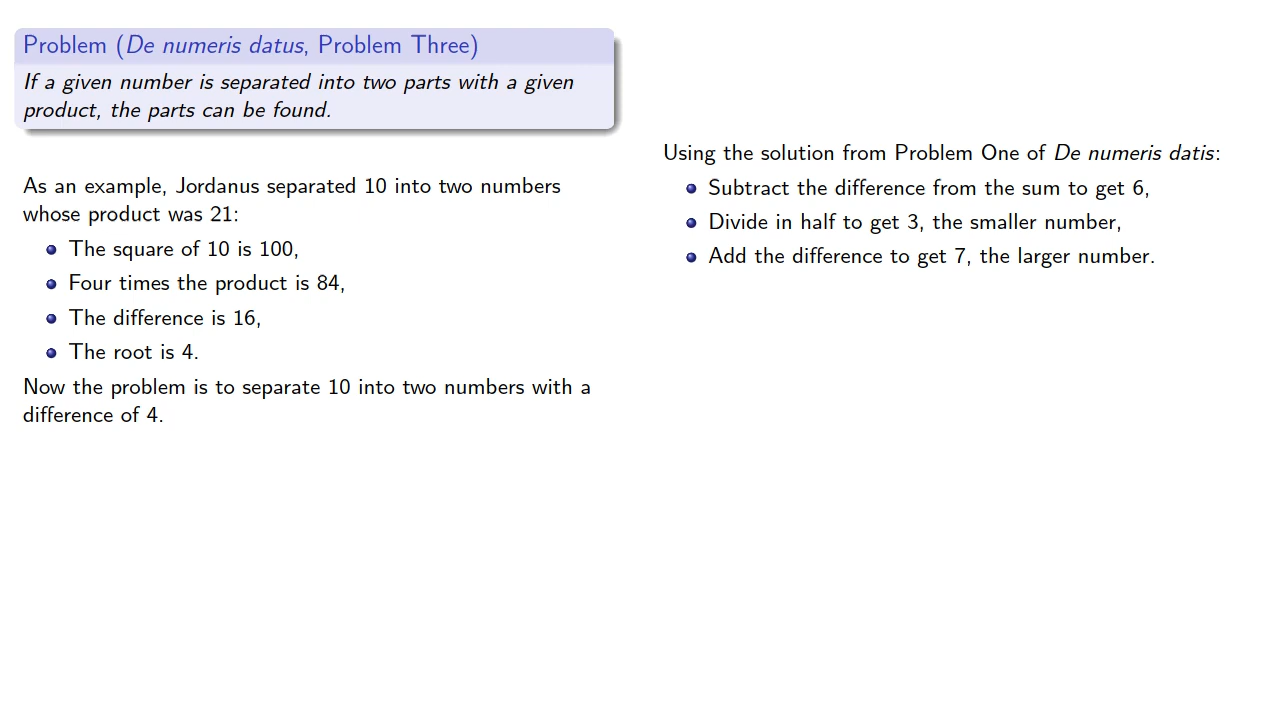 Problem (De numeris datus, Problem Three)
If a given number is separated into two parts with a given
product, the parts can be found.
As an example, Jordanus separated 10 into two numbers
whose product was 21:
The square of 10 is 100,
Four times the product is 84,
The difference is 16,
The root is 4.
Now the problem is to separate 10 into two numbers with a
difference of 4.
Using the solution from Problem One of De numeris datis:
Subtract the difference from the sum to get 6,
Divide in half to get 3, the smaller number,
Add the difference to get 7, the larger number.